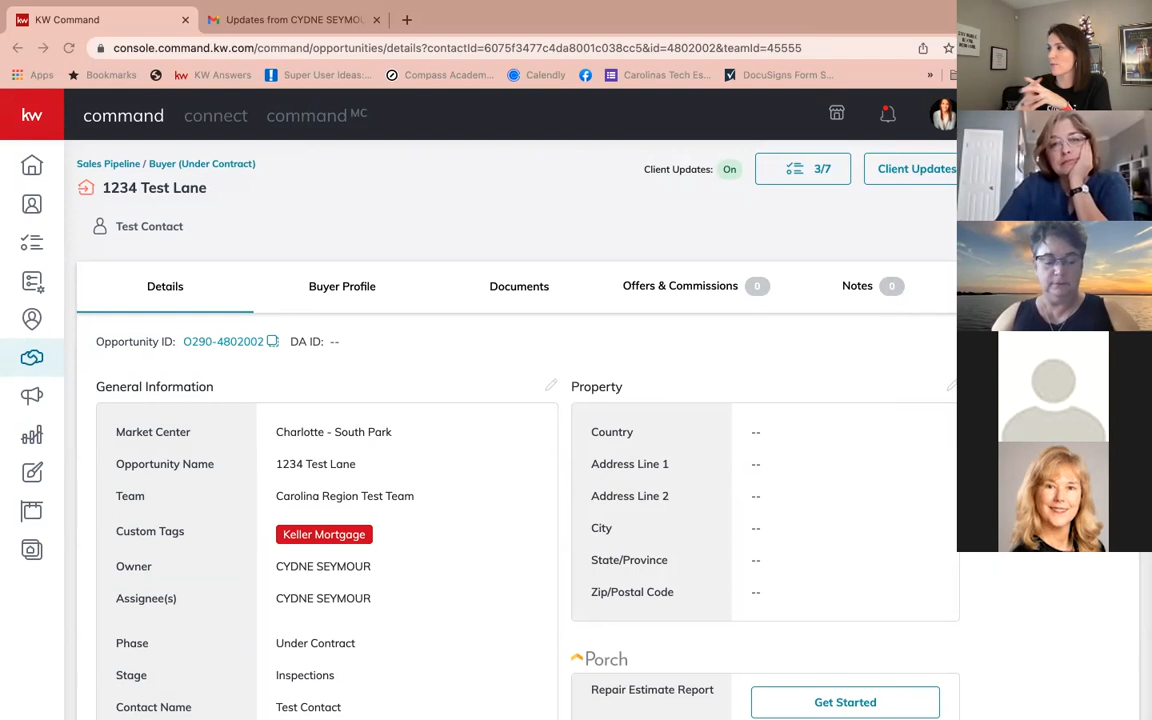 KW Command
Updates from CYDNE SEYMOU
console.command.kw.com/command/opportunities/details?contactId=6075f3477c4da8001c038cc5&id=4802002&teamId=45555
Apps
Bookmarks
kw KW Answers
Super User Ideas:...
Compass Academ...
Calendly
Carolinas Tech Es...
DocuSigns Form S...
»
kw command connect command MC
Sales Pipeline / Buyer (Under Contract)
1234 Test Lane
Client Updates: On
3/7
Client Updates
Test Contact
Details
Buyer Profile
Documents
Offers & Commissions 0
Notes 0
Opportunity ID: O290-4802002 DA ID: --
General Information
Market Center Charlotte - South Park
Opportunity Name 1234 Test Lane
Team Carolina Region Test Team
Custom Tags Keller Mortgage
Owner CYDNE SEYMOUR
Assignee(s) CYDNE SEYMOUR
Phase Under Contract
Stage Inspections
Contact Name Test Contact
Property
Country --
Address Line 1 --
Address Line 2 --
City --
State/Province --
Zip/Postal Code --
Porch
Repair Estimate Report Get Started